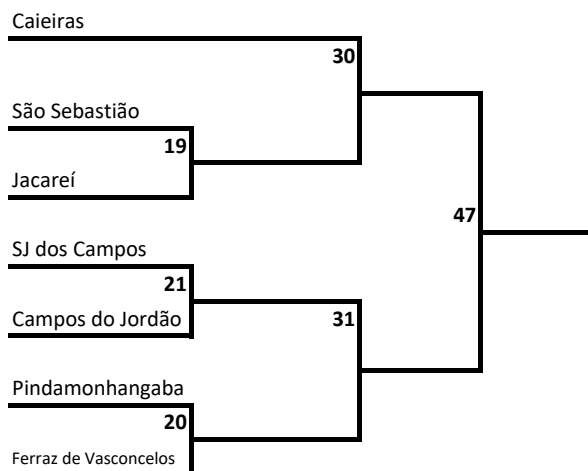 Caieiras
30
São Sebastião
19
Jacareí
47
SJ dos Campos
21
Campos do Jordão
31
Pindamonhangaba
20
Ferraz de Vasconcelos